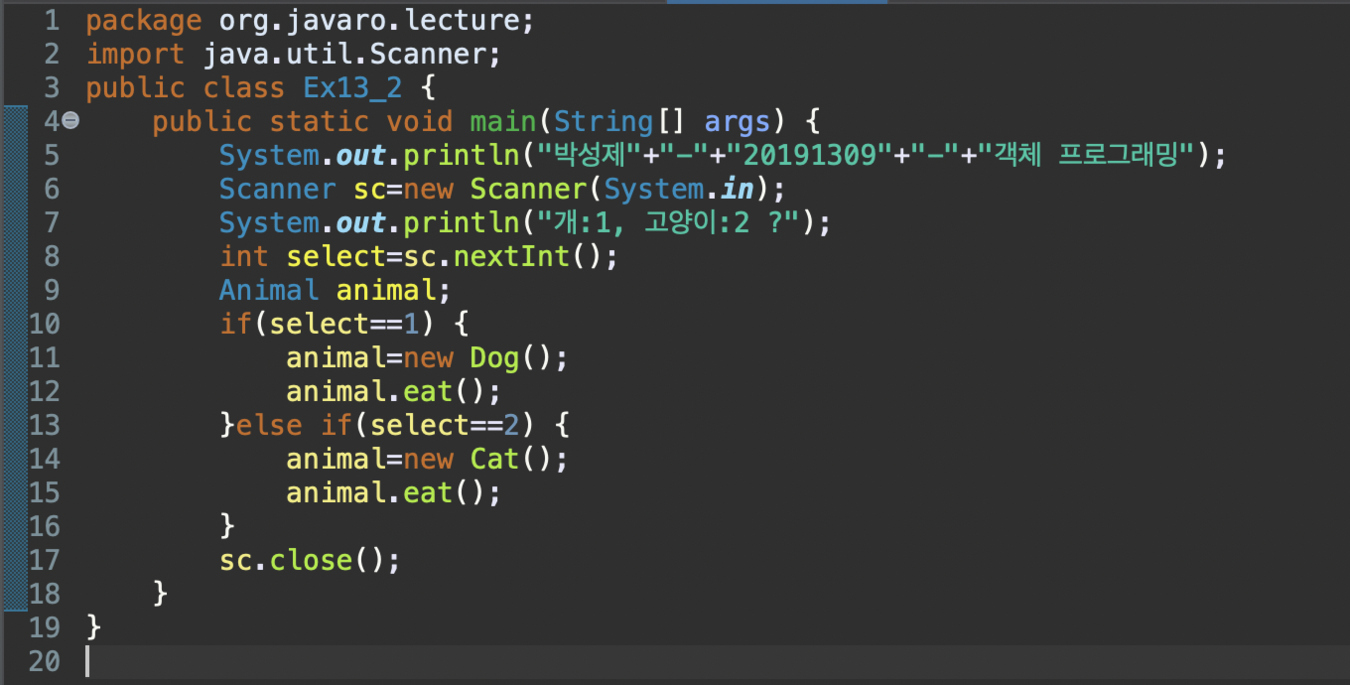 1 package org.javaro.lecture;
2 import java.util.Scanner;
3 public class Ex13_2 {
4 public static void main(String[] args) {
5 System.out.println("박성제"+"-"+"20191309"+"-"+"객체 프로그래밍");
6 Scanner sc=new Scanner(System.in);
7 System.out.println("개:1, 고양이:2 ?");
8 int select=sc.nextInt();
9 Animal animal;
10 if(select==1) {
11 animal=new Dog();
12 animal.eat();
13 }else if(select==2) {
14 animal=new Cat();
15 animal.eat();
16 }
17 sc.close();
18 }
19 }
20